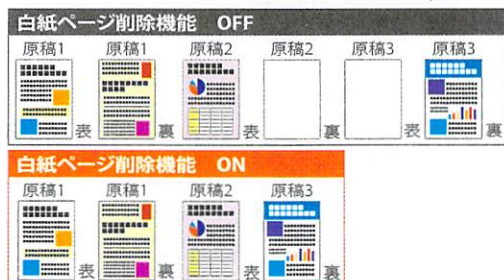 白紙ページ削除機能 OFF
原稿1 原稿1 原稿2 原稿2 原稿3 原稿3
表 裏 表 裏 表 裏
白紙ページ削除機能 ON
原稿1 原稿1 原稿2 原稿3
表 裏 表 裏